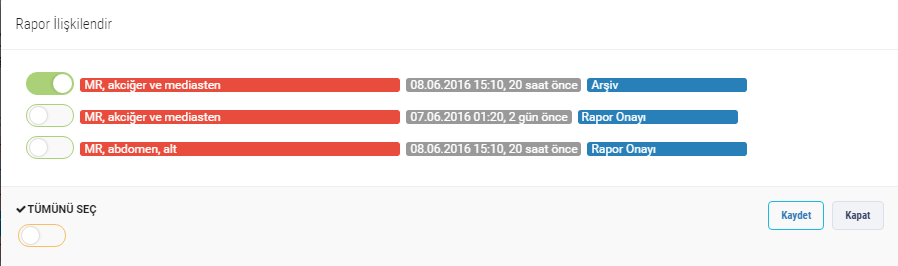 Rapor İlişkilendir
MR, akciğer ve mediasten 08.06.2016 15:10, 20 saat önce Arşiv
MR, akciğer ve mediasten 07.06.2016 01:20, 2 gün önce Rapor Onayı
MR, abdomen, alt 08.06.2016 15:10, 20 saat önce Rapor Onayı
TÜMÜNÜ SEÇ
Kaydet Kapat